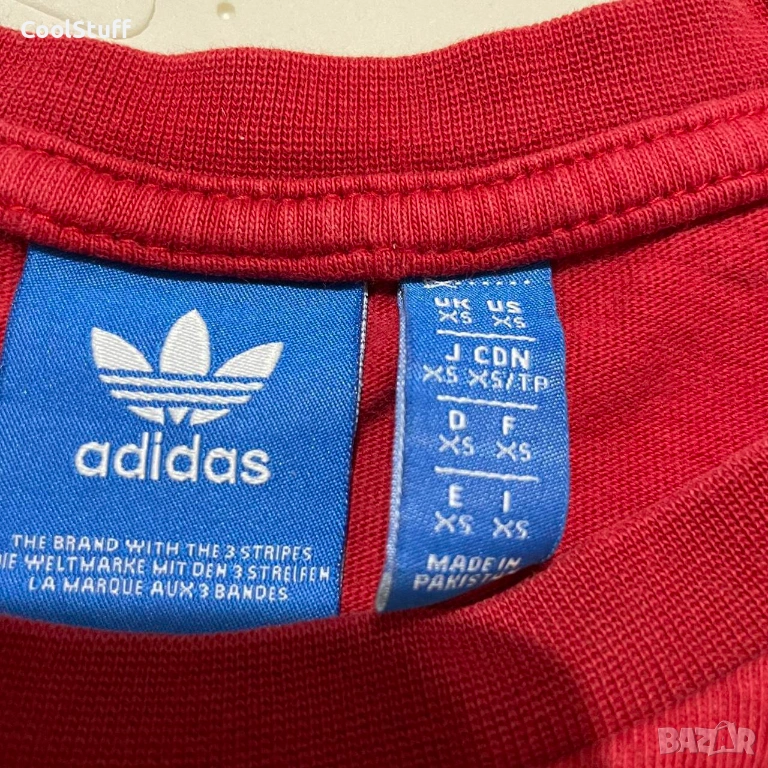 CoolStuff
adidas
THE BRAND WITH THE 3 STRIPES
DIE WELTMARKE MIT DEN 3 STREIFEN
LA MARQUE AUX 3 BANDES
UK US
XS XS
J CDN
XS XS/TP
D F
XS XS
E I
XS XS
MADE IN
PAKISTAN
BAZAR